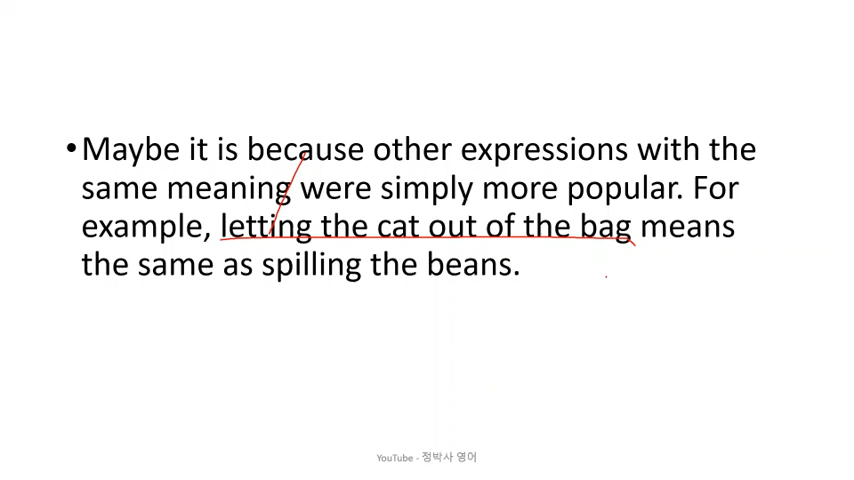 •Maybe it is because other expressions with the
same meaning were simply more popular. For
example, letting the cat out of the bag means
the same as spilling the beans.
YouTube - 정박사 영어